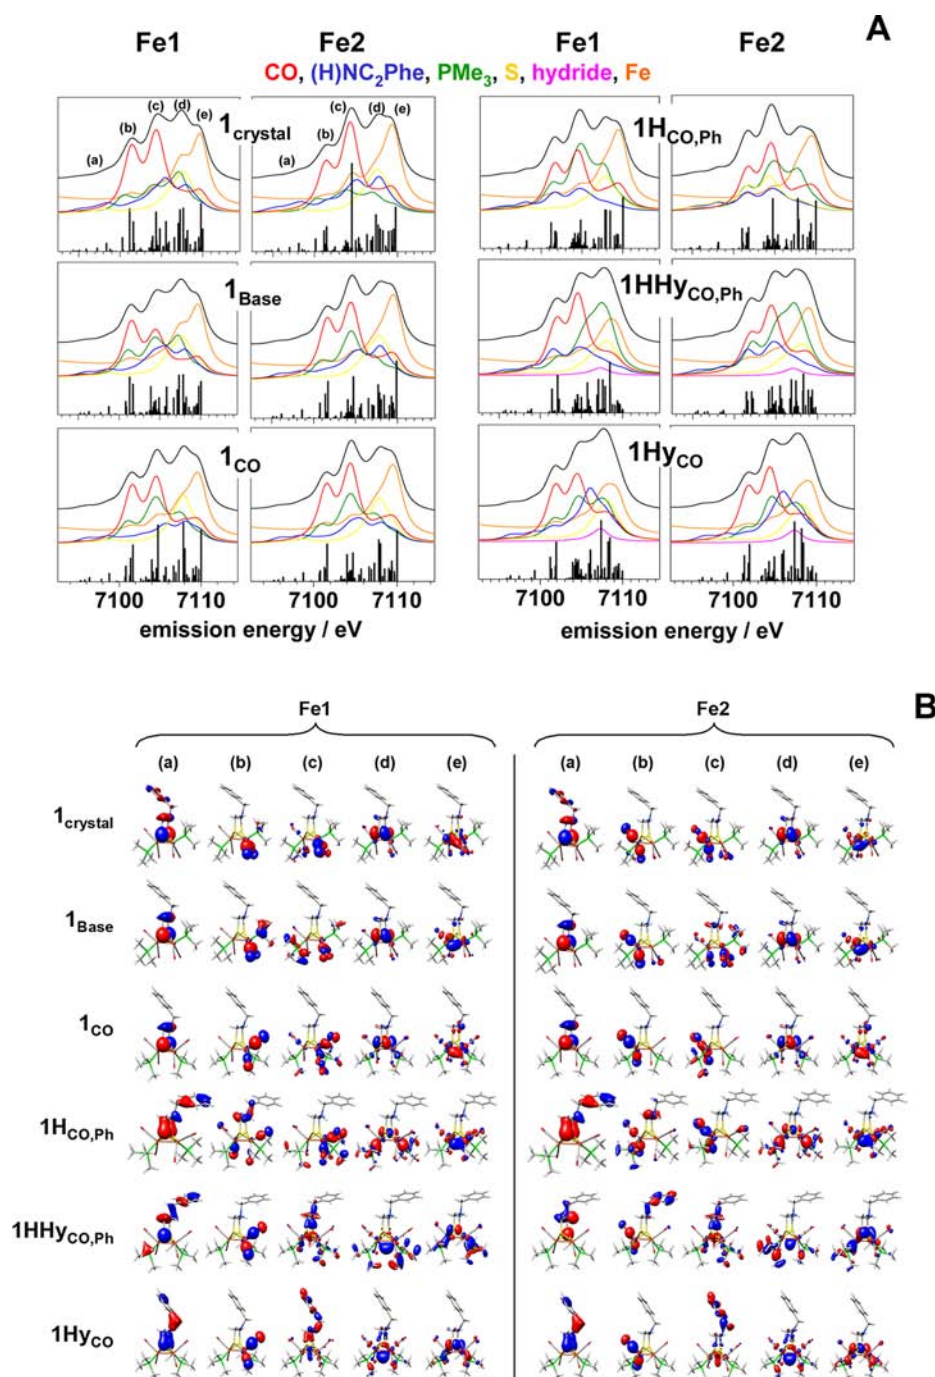 A
Fe1 Fe2 Fe1 Fe2
CO, (H)NC2Phe, PMe3, S, hydride, Fe
(a) (b) (c) (d) (e) 1crystal (a) (b) (c) (d) (e) 1HCO,Ph
1Base 1HHyCO,Ph
1CO 1HyCO
7100 7110 7100 7110 7100 7110 7100 7110
emission energy / eV emission energy / eV
B
Fe1 Fe2
(a) (b) (c) (d) (e) (a) (b) (c) (d) (e)
1crystal
1Base
1CO
1HCO,Ph
1HHyCO,Ph
1HyCO